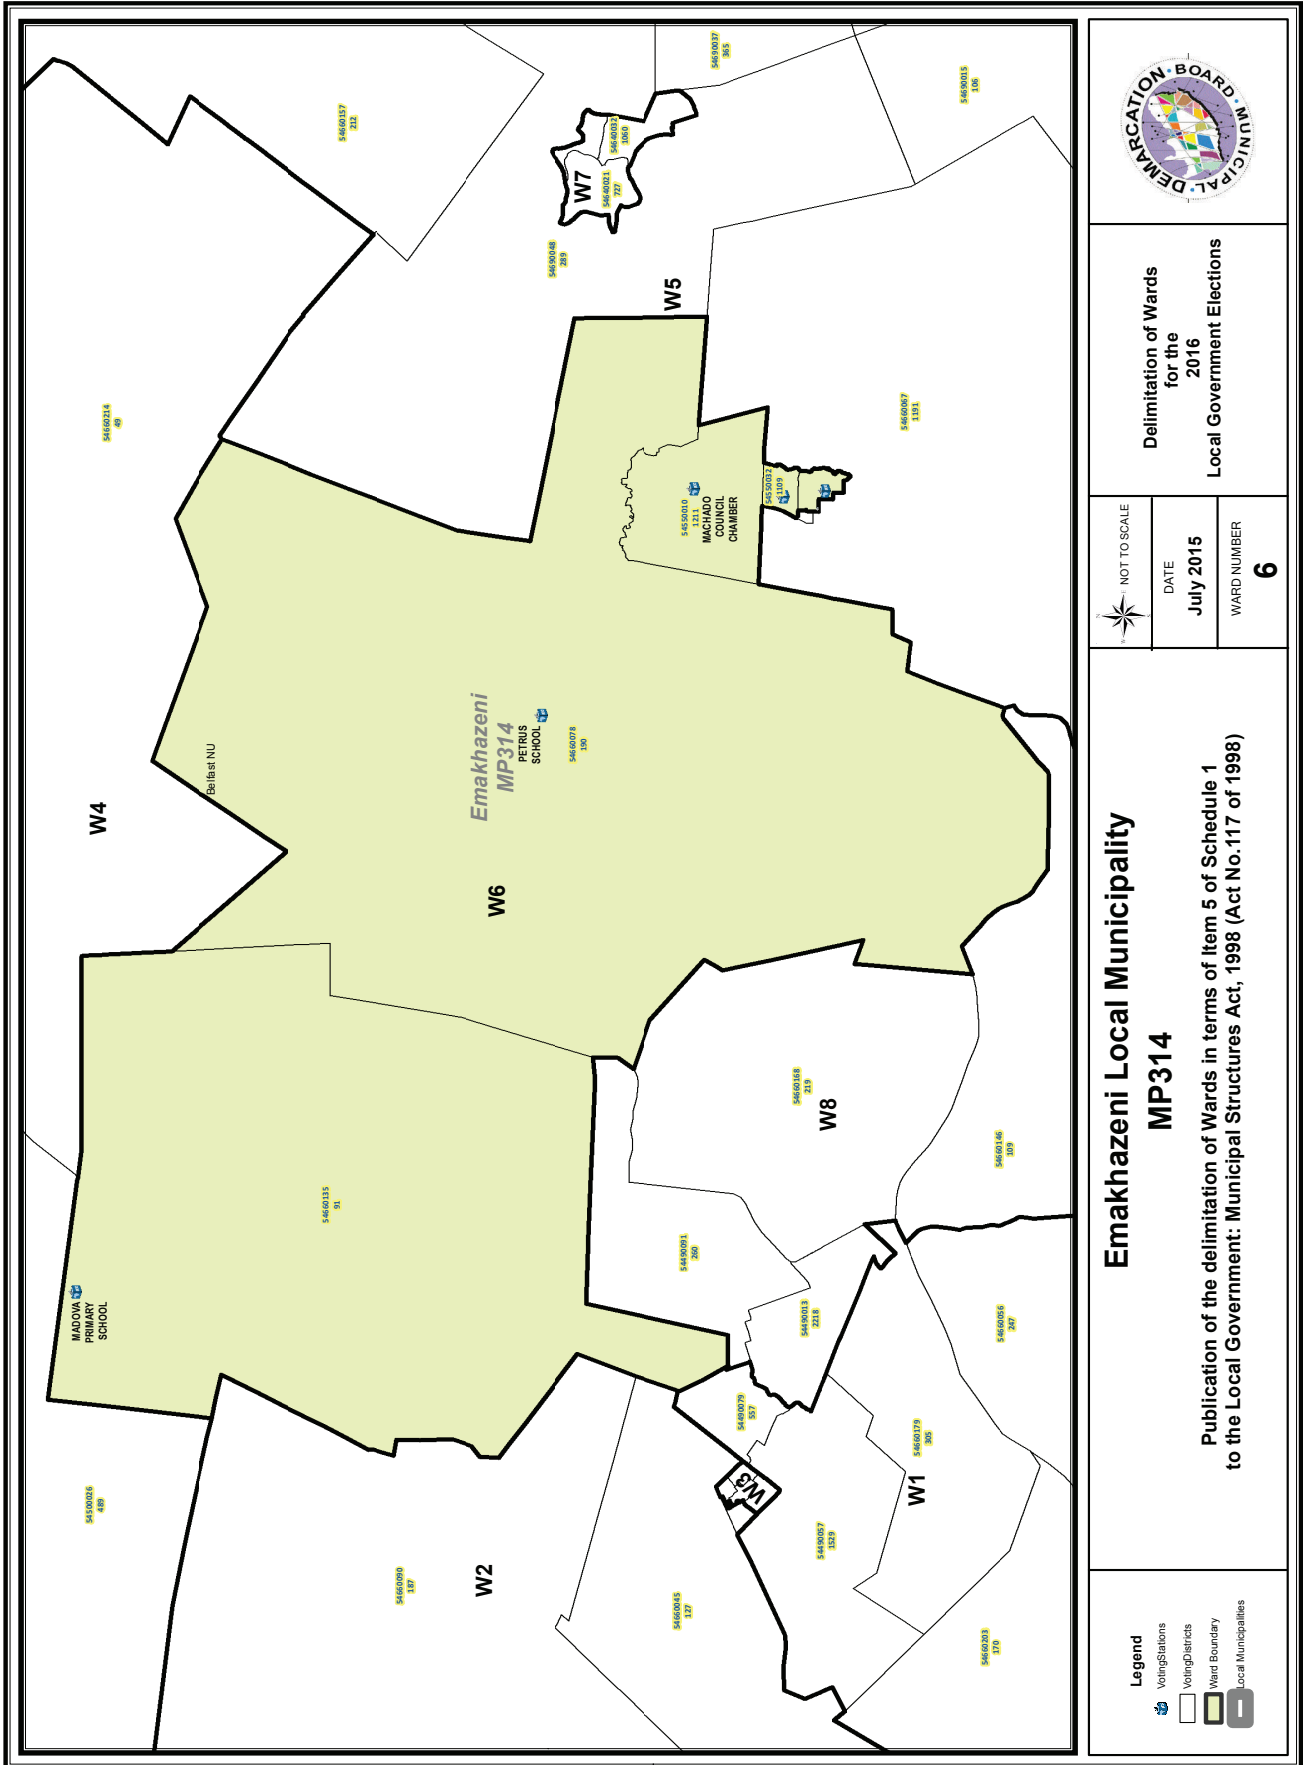 W4
W6
W2
W8
W1
W3
W5
W7
Emakhazeni
MP314
PETRUS
SCHOOL
54660078
190
Belfast NU
MADOVA
PRIMARY
SCHOOL
54660135
91
54550010
1211
MACHADO
COUNCIL
CHAMBER
54550032
1109
54500026
489
54660090
187
54660045
127
54660203
170
54490057
1529
54660179
305
54660056
247
54490079
557
54490013
2218
54490091
260
54660168
219
54660146
109
54660214
49
54660157
212
54690048
289
54640021
727
54640032
1060
54690037
365
54690015
106
54660067
1191
Legend
VotingStations
VotingDistricts
Ward Boundary
Local Municipalities
Emakhazeni Local Municipality
MP314
Publication of the delimitation of Wards in terms of Item 5 of Schedule 1
to the Local Government: Municipal Structures Act, 1998 (Act No.117 of 1998)
N
W
E
S
NOT TO SCALE
DATE
July 2015
WARD NUMBER
6
Delimitation of Wards
for the
2016
Local Government Elections
MUNICIPAL • DEMARCATION • BOARD •